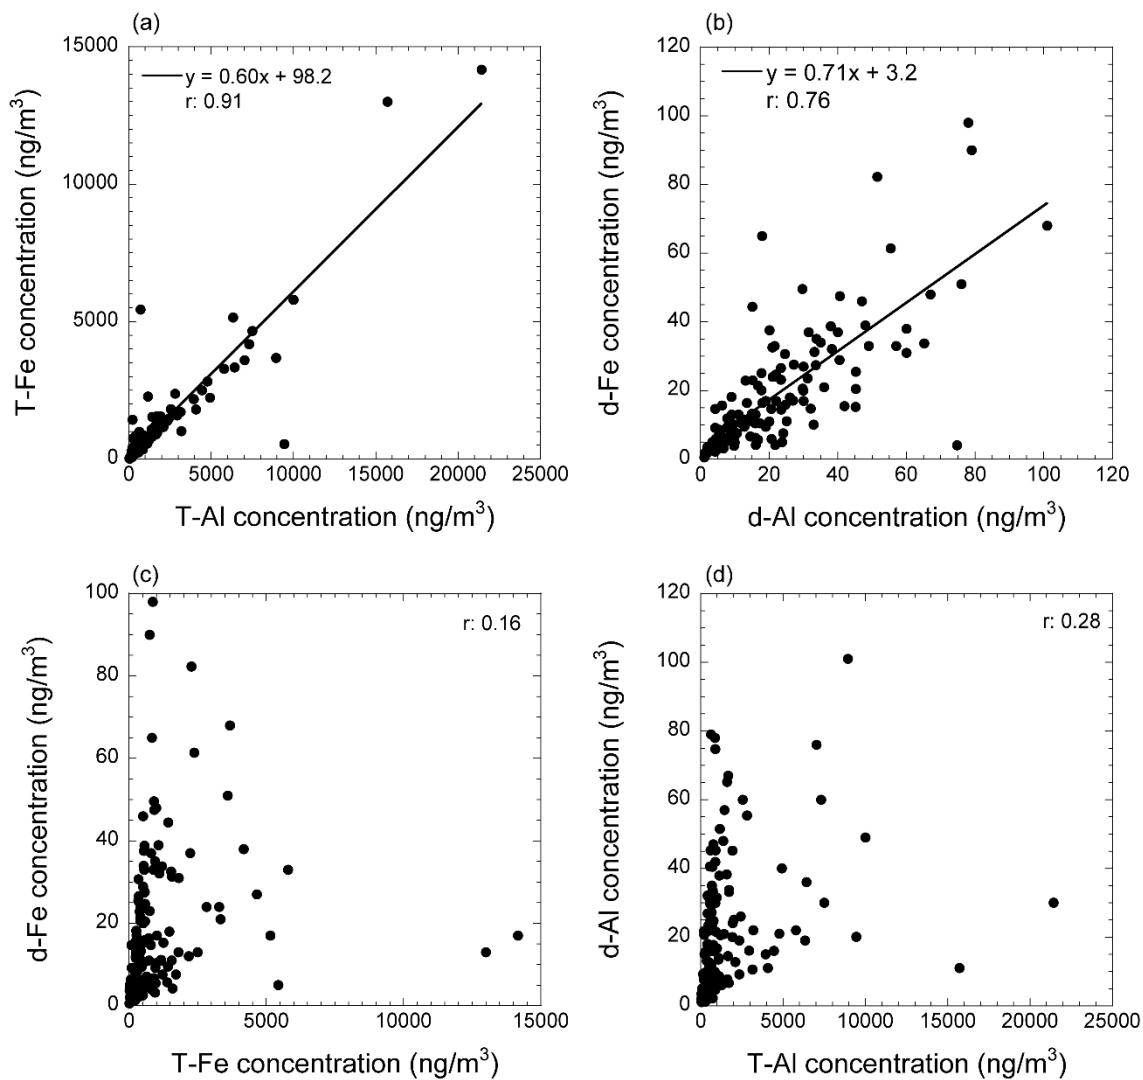 (a)
15000
10000
5000
0
y = 0.60x + 98.2
r: 0.91
T-Fe concentration (ng/m³)
0 5000 10000 15000 20000 25000
T-Al concentration (ng/m³)
(b)
120
100
80
60
40
20
0
y = 0.71x + 3.2
r: 0.76
d-Fe concentration (ng/m³)
0 20 40 60 80 100 120
d-Al concentration (ng/m³)
(c)
100
80
60
40
20
0
r: 0.16
d-Fe concentration (ng/m³)
0 5000 10000 15000
T-Fe concentration (ng/m³)
(d)
120
100
80
60
40
20
0
r: 0.28
d-Al concentration (ng/m³)
0 5000 10000 15000 20000 25000
T-Al concentration (ng/m³)